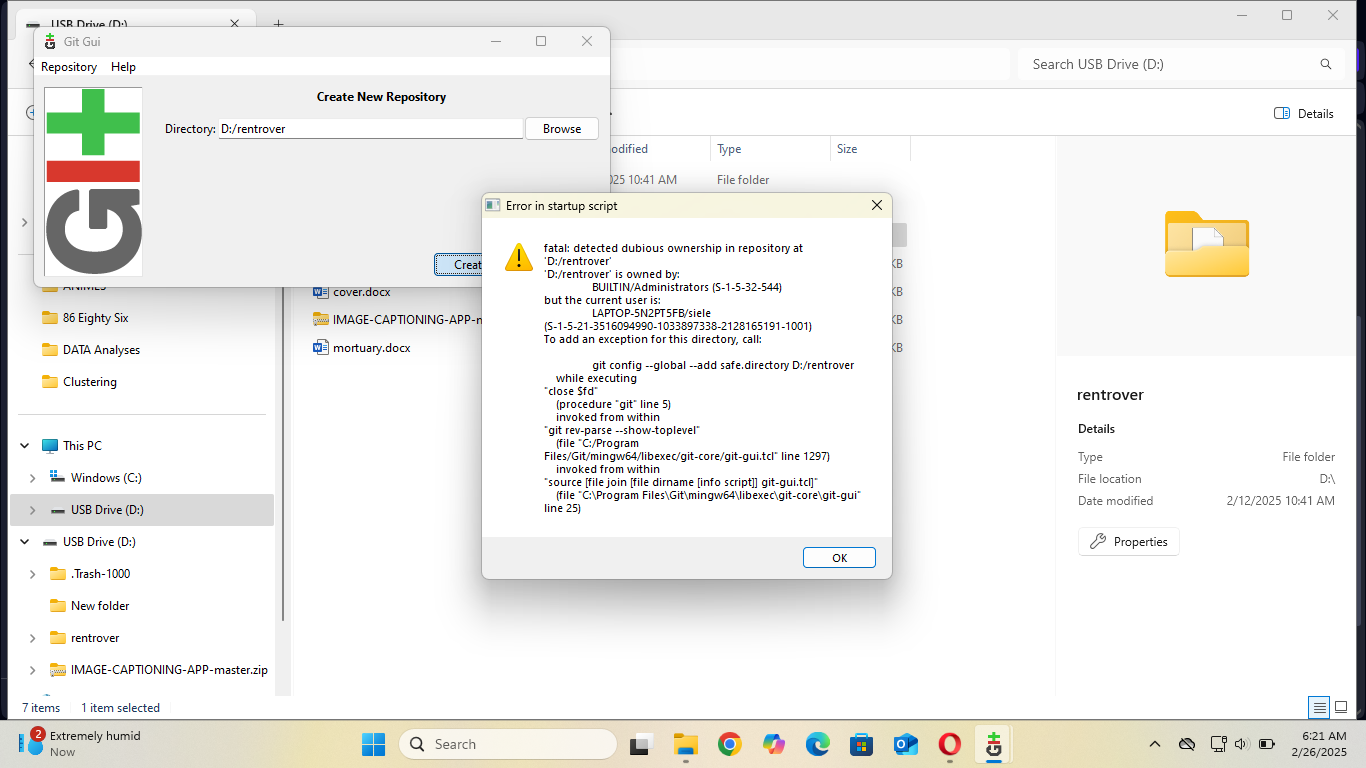 USB Drive (D:)
Git Gui
Repository Help
Search USB Drive (D:)
Create New Repository
Directory: D:/rentrover Browse
Details
odified Type Size
025 10:41 AM File folder
Error in startup script
fatal: detected dubious ownership in repository at
'D:/rentrover'
'D:/rentrover' is owned by:
BUILTIN/Administrators (S-1-5-32-544)
but the current user is:
LAPTOP-5N2PT5FB/siele
(S-1-5-21-3516094990-1033897338-2128165191-1001)
To add an exception for this directory, call:
git config --global --add safe.directory D:/rentrover
while executing
"close $fd"
(procedure "git" line 5)
invoked from within
"git rev-parse --show-toplevel"
(file "C:/Program
Files/Git/mingw64/libexec/git-core/git-gui.tcl" line 1297)
invoked from within
"source [file join [file dirname [info script]] git-gui.tcl]"
(file "C:\Program Files\Git\mingw64\libexec\git-core\git-gui"
line 25)
OK
Creat
GIT
KB
KB
KB
KB
ANIMES
86 Eighty Six
DATA Analyses
Clustering
This PC
Windows (C:)
USB Drive (D:)
USB Drive (D:)
.Trash-1000
New folder
rentrover
IMAGE-CAPTIONING-APP-master.zip
cover.docx
IMAGE-CAPTIONING-APP-m
mortuary.docx
rentrover
Details
Type File folder
File location D:\
Date modified 2/12/2025 10:41 AM
Properties
7 items 1 item selected
2
Extremely humid
Now
Search
6:21 AM
2/26/2025